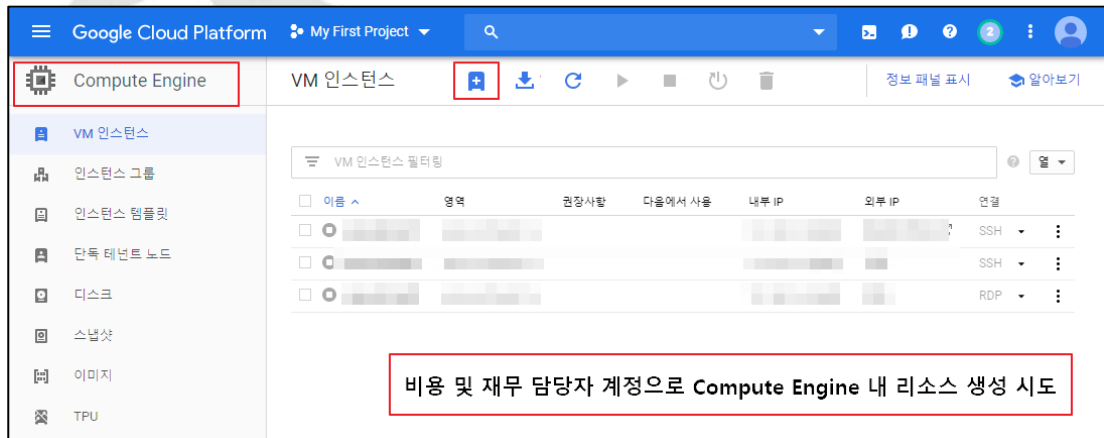 Google Cloud Platform My First Project 2
Compute Engine VM 인스턴스 정보 패널 표시 알아보기
VM 인스턴스
인스턴스 그룹
인스턴스 템플릿
단독 테넌트 노드
디스크
스냅샷
이미지
TPU
VM 인스턴스 필터링 열
이름 영역 권장사항 다음에서 사용 내부 IP 외부 IP 연결
SSH
SSH
RDP
비용 및 재무 담당자 계정으로 Compute Engine 내 리소스 생성 시도